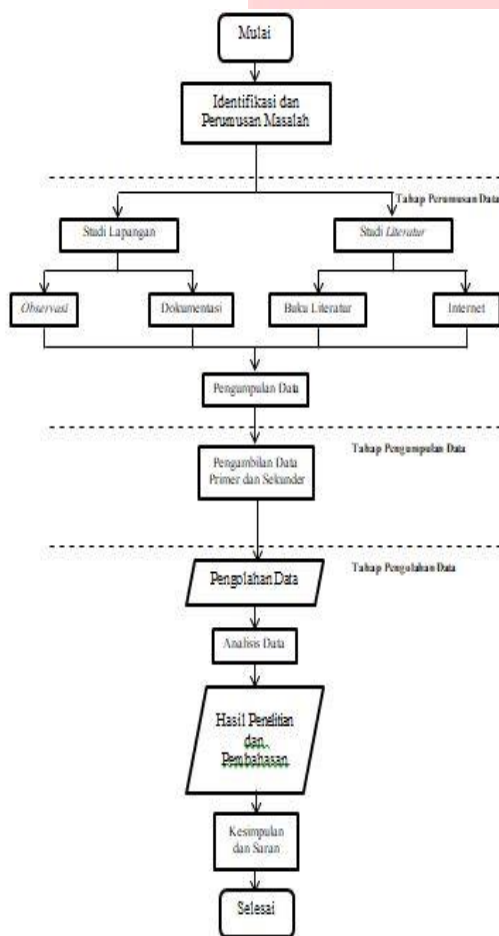 Mulai
Identifikasi dan
Perumusan Masalah
Tahap Perumusan Data
Studi Lapangan
Studi Literatur
Observasi
Dokumentasi
Buku Literatur
Internet
Pengumpulan Data
Tahap Pengumpulan Data
Pengambilan Data
Primer dan Sekunder
Tahap Pengolahan Data
Pengolahan Data
Analisis Data
Hasil Penelitian
dan
Pembahasan
Kesimpulan
dan Saran
Selesai